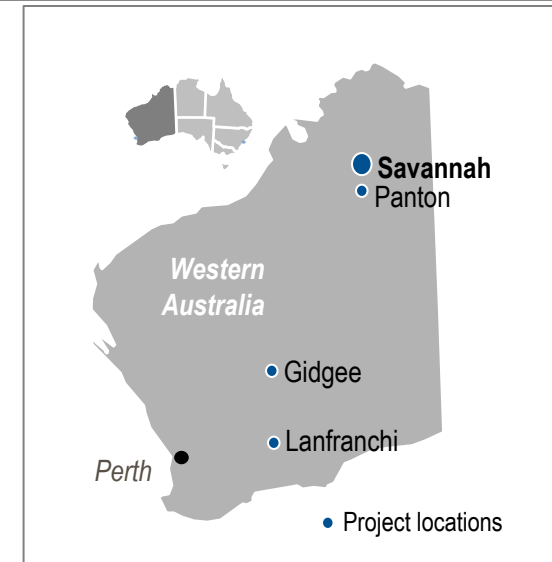 Savannah
Panton
Western
Australia
Gidgee
Lanfranchi
Perth
Project locations